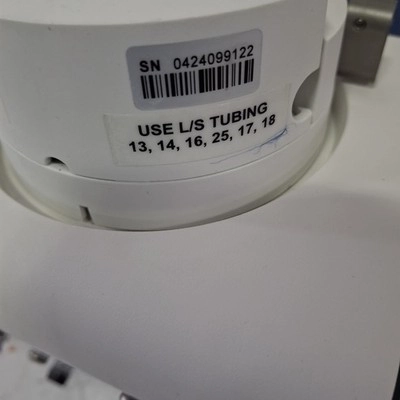 SN 0424099122
USE L/S TUBING
13, 14, 16, 25, 17, 18